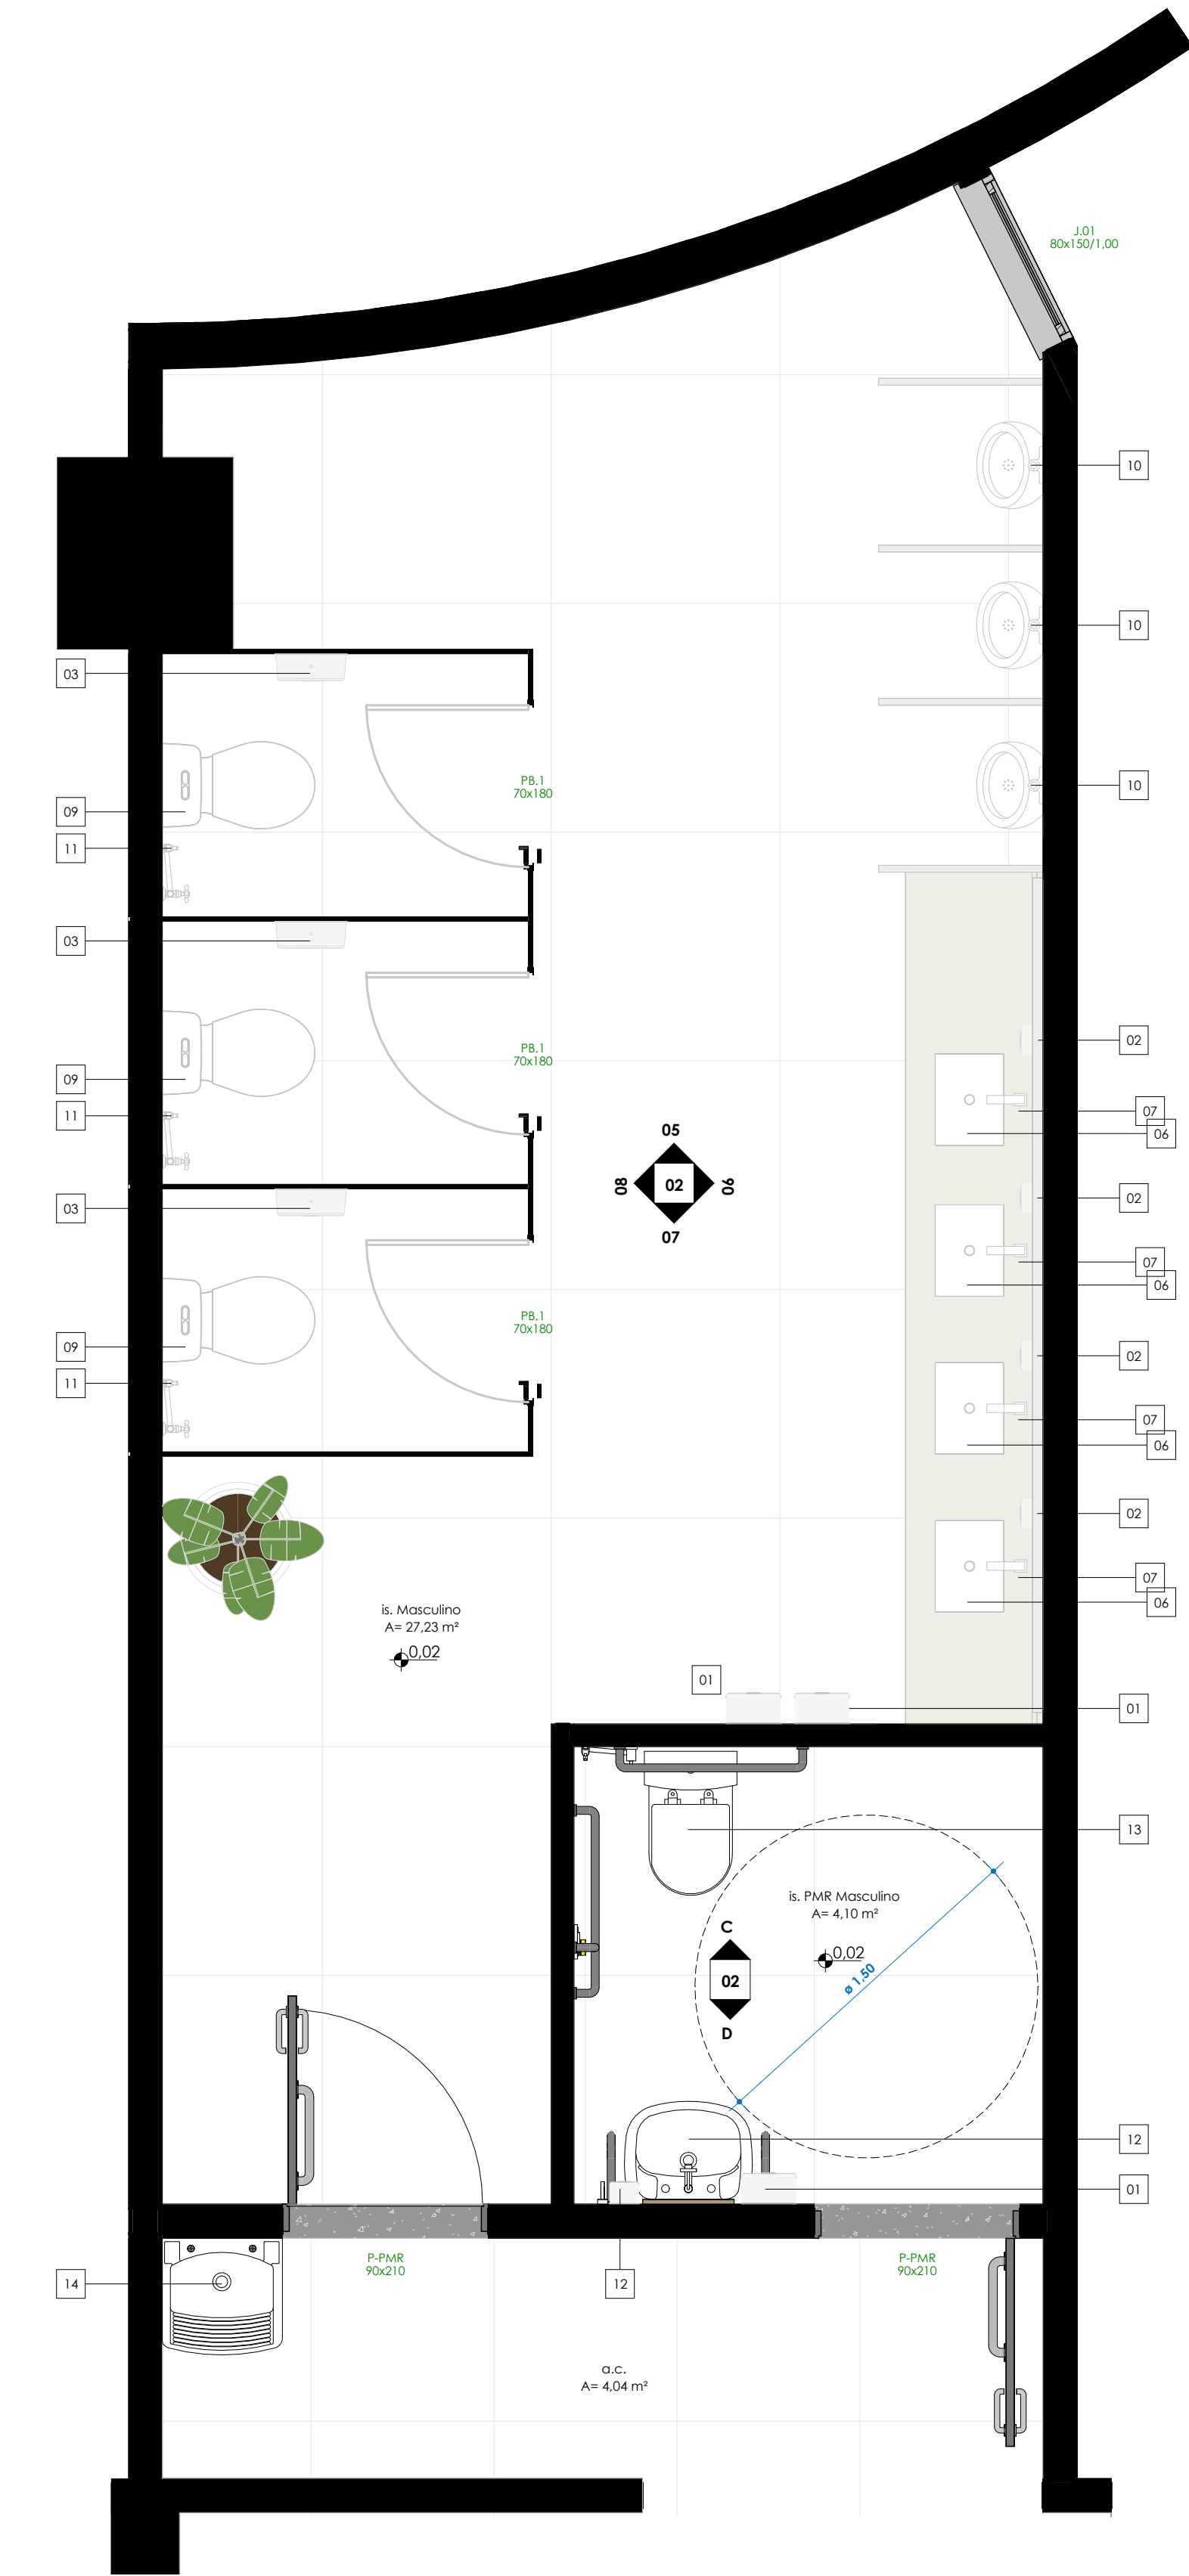 J.01
80x150/1,00
10
10
03
PB.1
70x180
10
09
11
03
02
PB.1
70x180
09
07
11
06
05
08
02
06
07
02
03
07
06
PB.1
70x180
09
02
11
07
06
02
07
06
is. Masculino
A= 27,23 m²
0,02
01
01
13
is. PMR Masculino
A= 4,10 m²
C
0,02
02
ø 1,50
D
12
01
P-PMR
90x210
P-PMR
90x210
14
12
a.c.
A= 4,04 m²